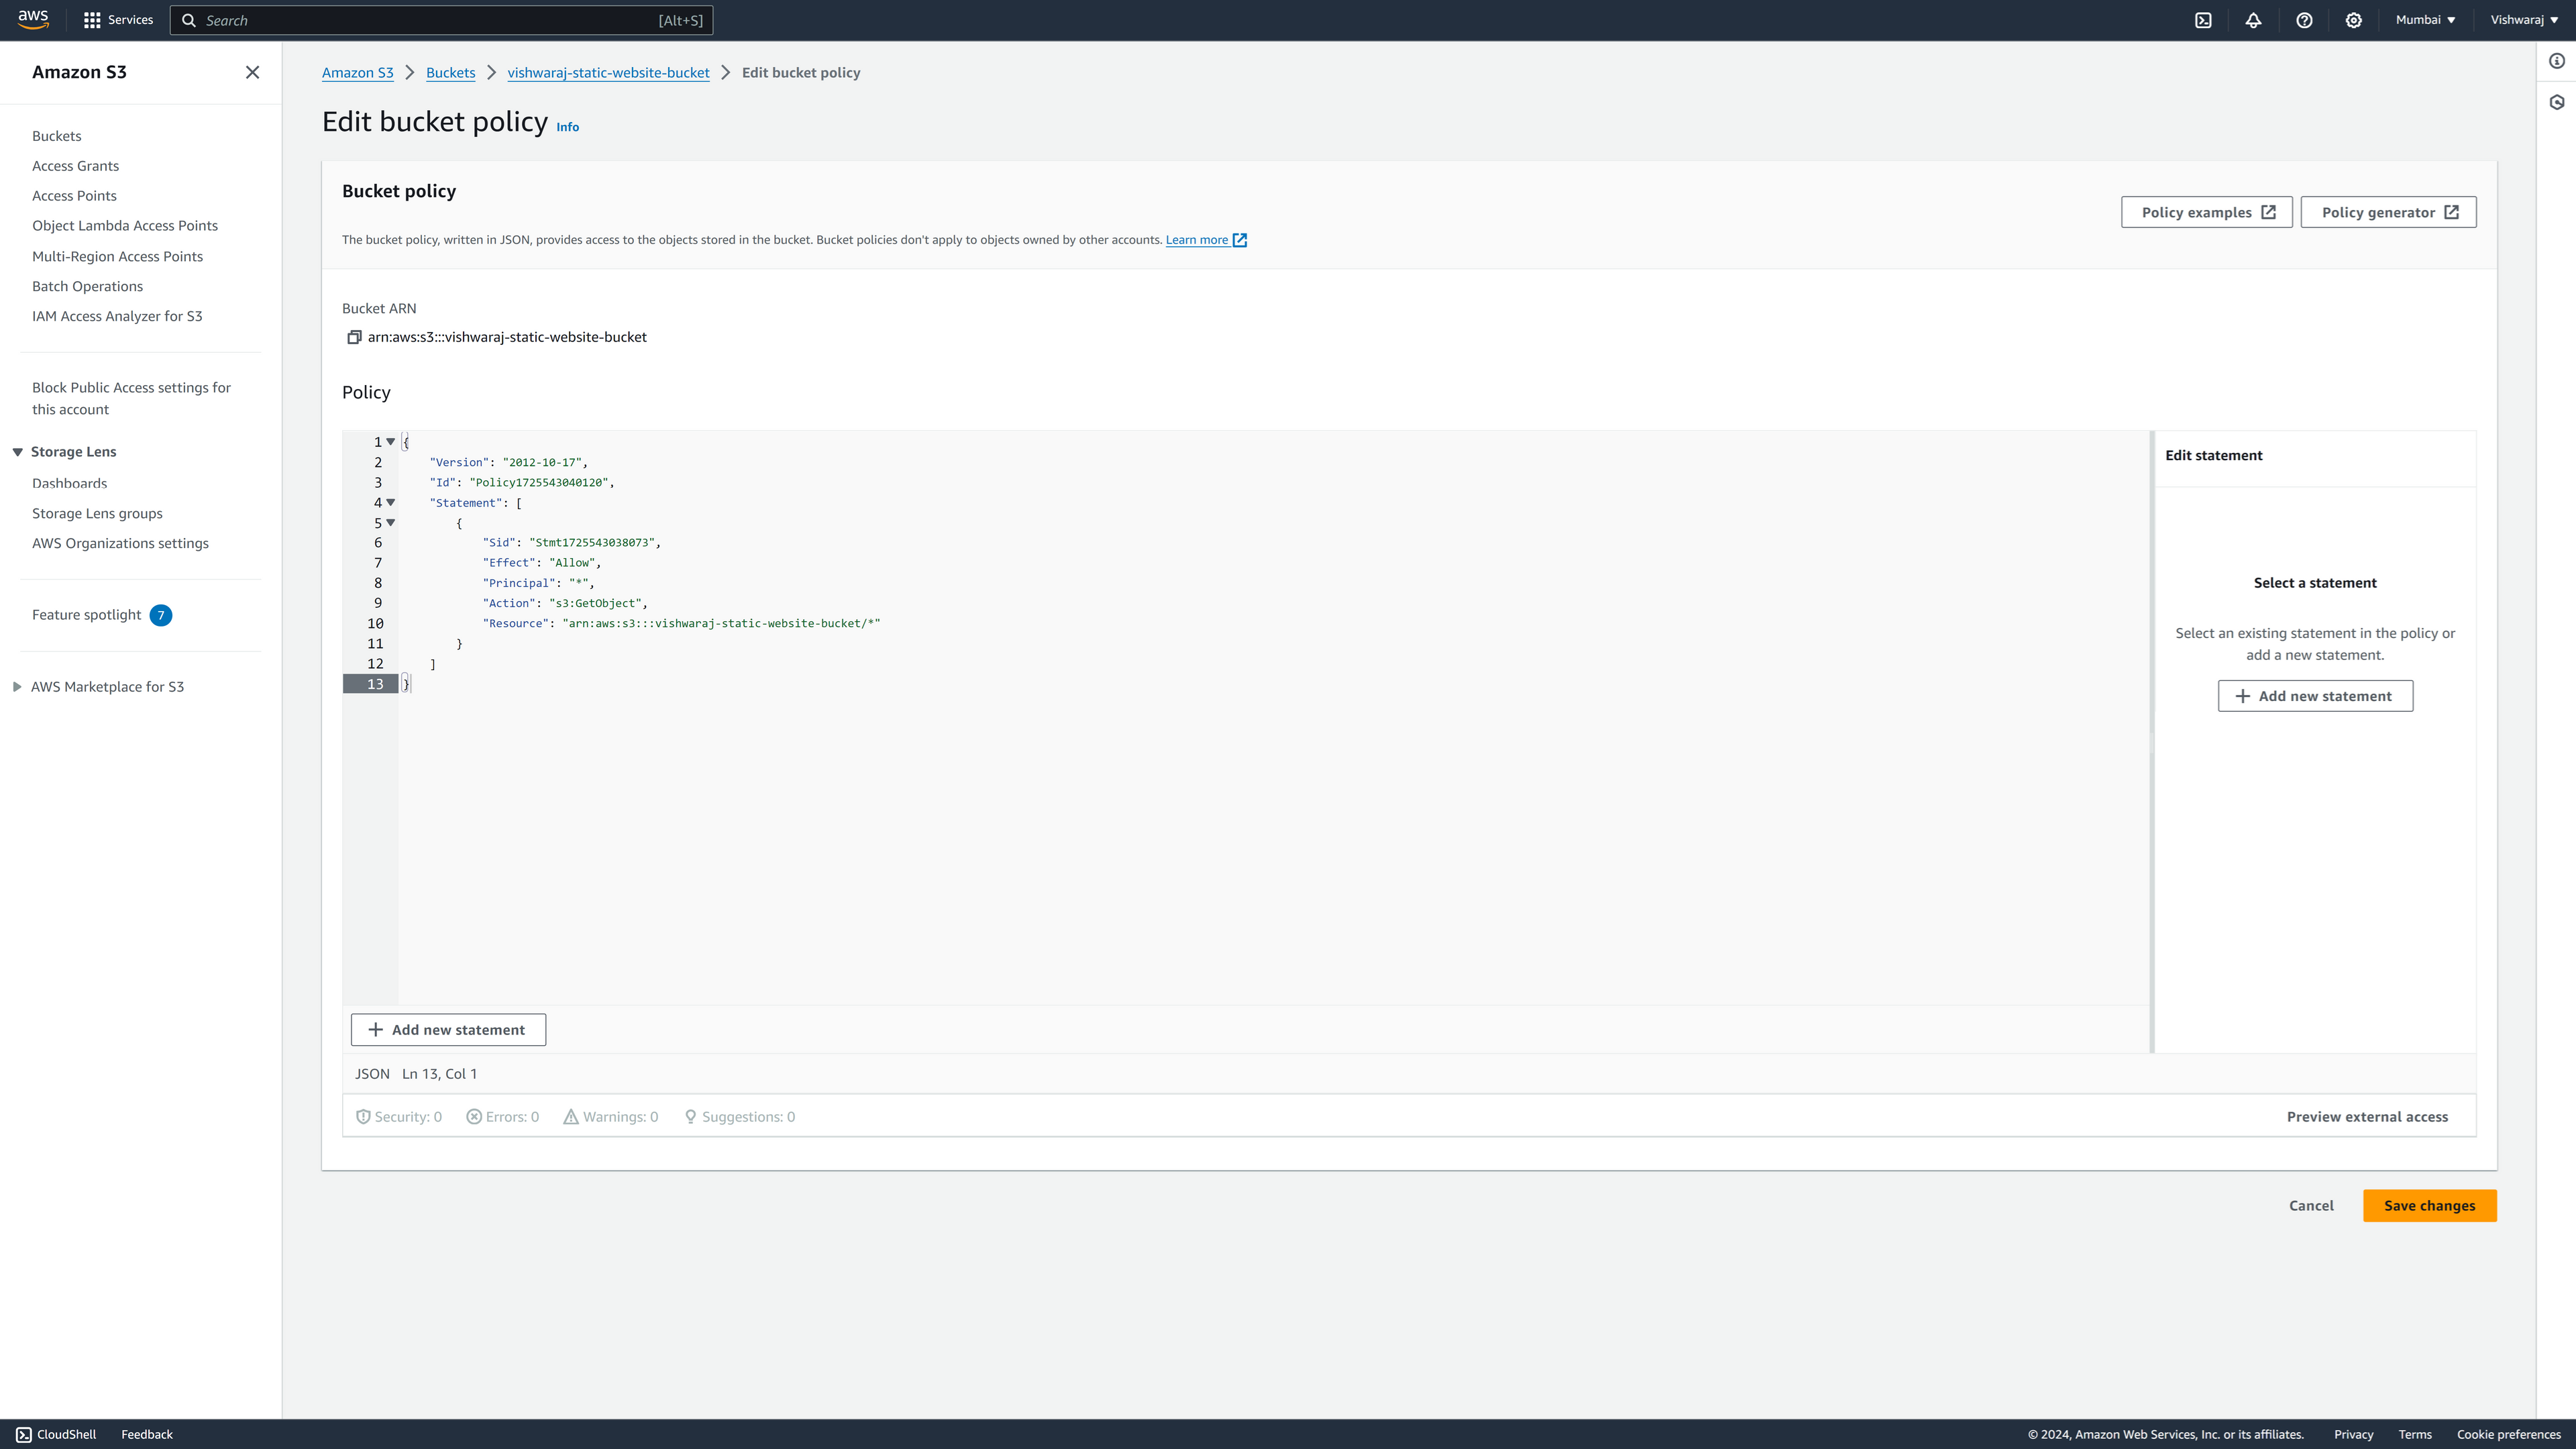 aws
Services
Search
[Alt+S]
Mumbai
Vishwaraj
Amazon S3
Buckets
Access Grants
Access Points
Object Lambda Access Points
Multi-Region Access Points
Batch Operations
IAM Access Analyzer for S3
Block Public Access settings for
this account
Storage Lens
Dashboards
Storage Lens groups
AWS Organizations settings
Feature spotlight 7
AWS Marketplace for S3
Amazon S3 > Buckets > vishwaraj-static-website-bucket > Edit bucket policy
Edit bucket policy Info
Bucket policy
The bucket policy, written in JSON, provides access to the objects stored in the bucket. Bucket policies don't apply to objects owned by other accounts. Learn more
Policy examples
Policy generator
Bucket ARN
arn:aws:s3:::vishwaraj-static-website-bucket
Policy
1 {
2 "Version": "2012-10-17",
3 "Id": "Policy1725543040120",
4 "Statement": [
5 {
6 "Sid": "Stmt1725543038073",
7 "Effect": "Allow",
8 "Principal": "*",
9 "Action": "s3:GetObject",
10 "Resource": "arn:aws:s3:::vishwaraj-static-website-bucket/*"
11 }
12 ]
13 }
Edit statement
Select a statement
Select an existing statement in the policy or
add a new statement.
+ Add new statement
+ Add new statement
JSON Ln 13, Col 1
Security: 0 Errors: 0 Warnings: 0 Suggestions: 0
Preview external access
Cancel
Save changes
CloudShell
Feedback
© 2024, Amazon Web Services, Inc. or its affiliates.
Privacy
Terms
Cookie preferences